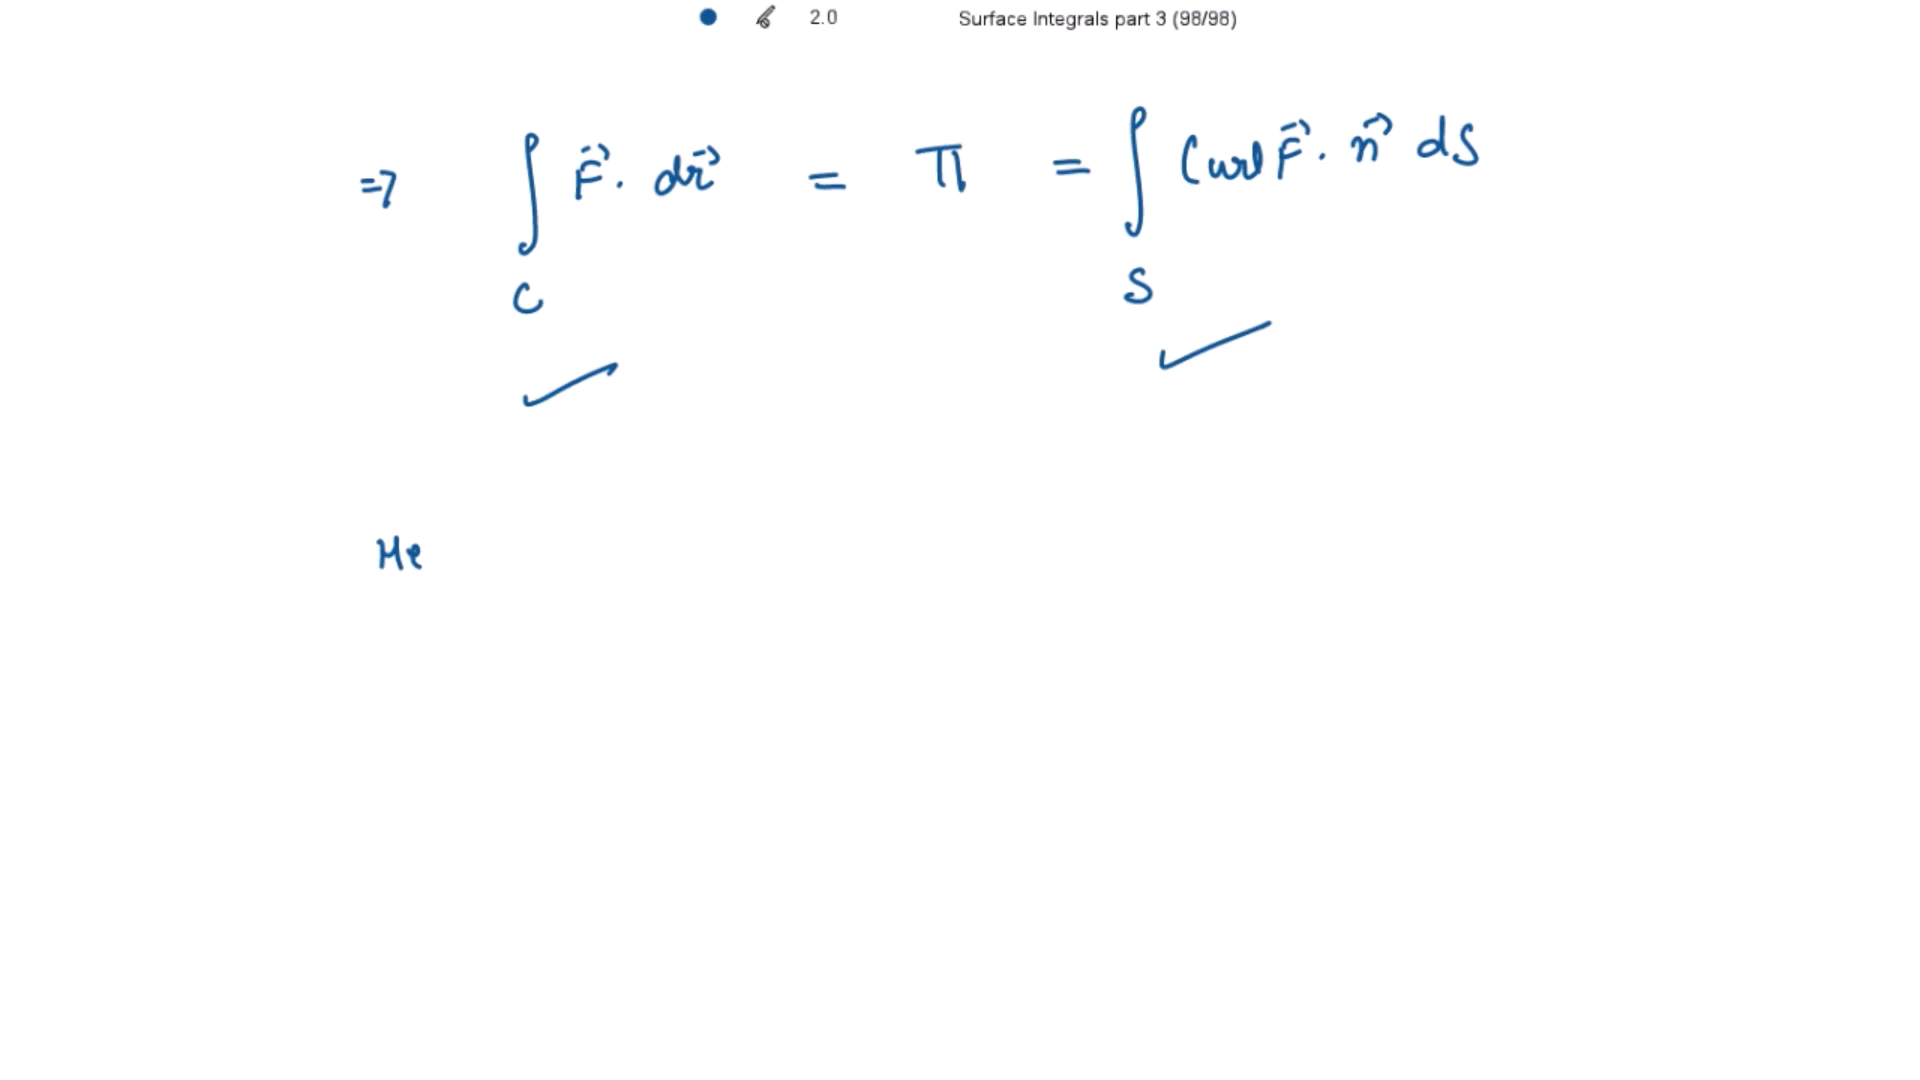 2.0 Surface Integrals part 3 (98/98)
⇒ ∫_C F⃗ · dr⃗ = π = ∫_S Curl F⃗ · n⃗ dS
He